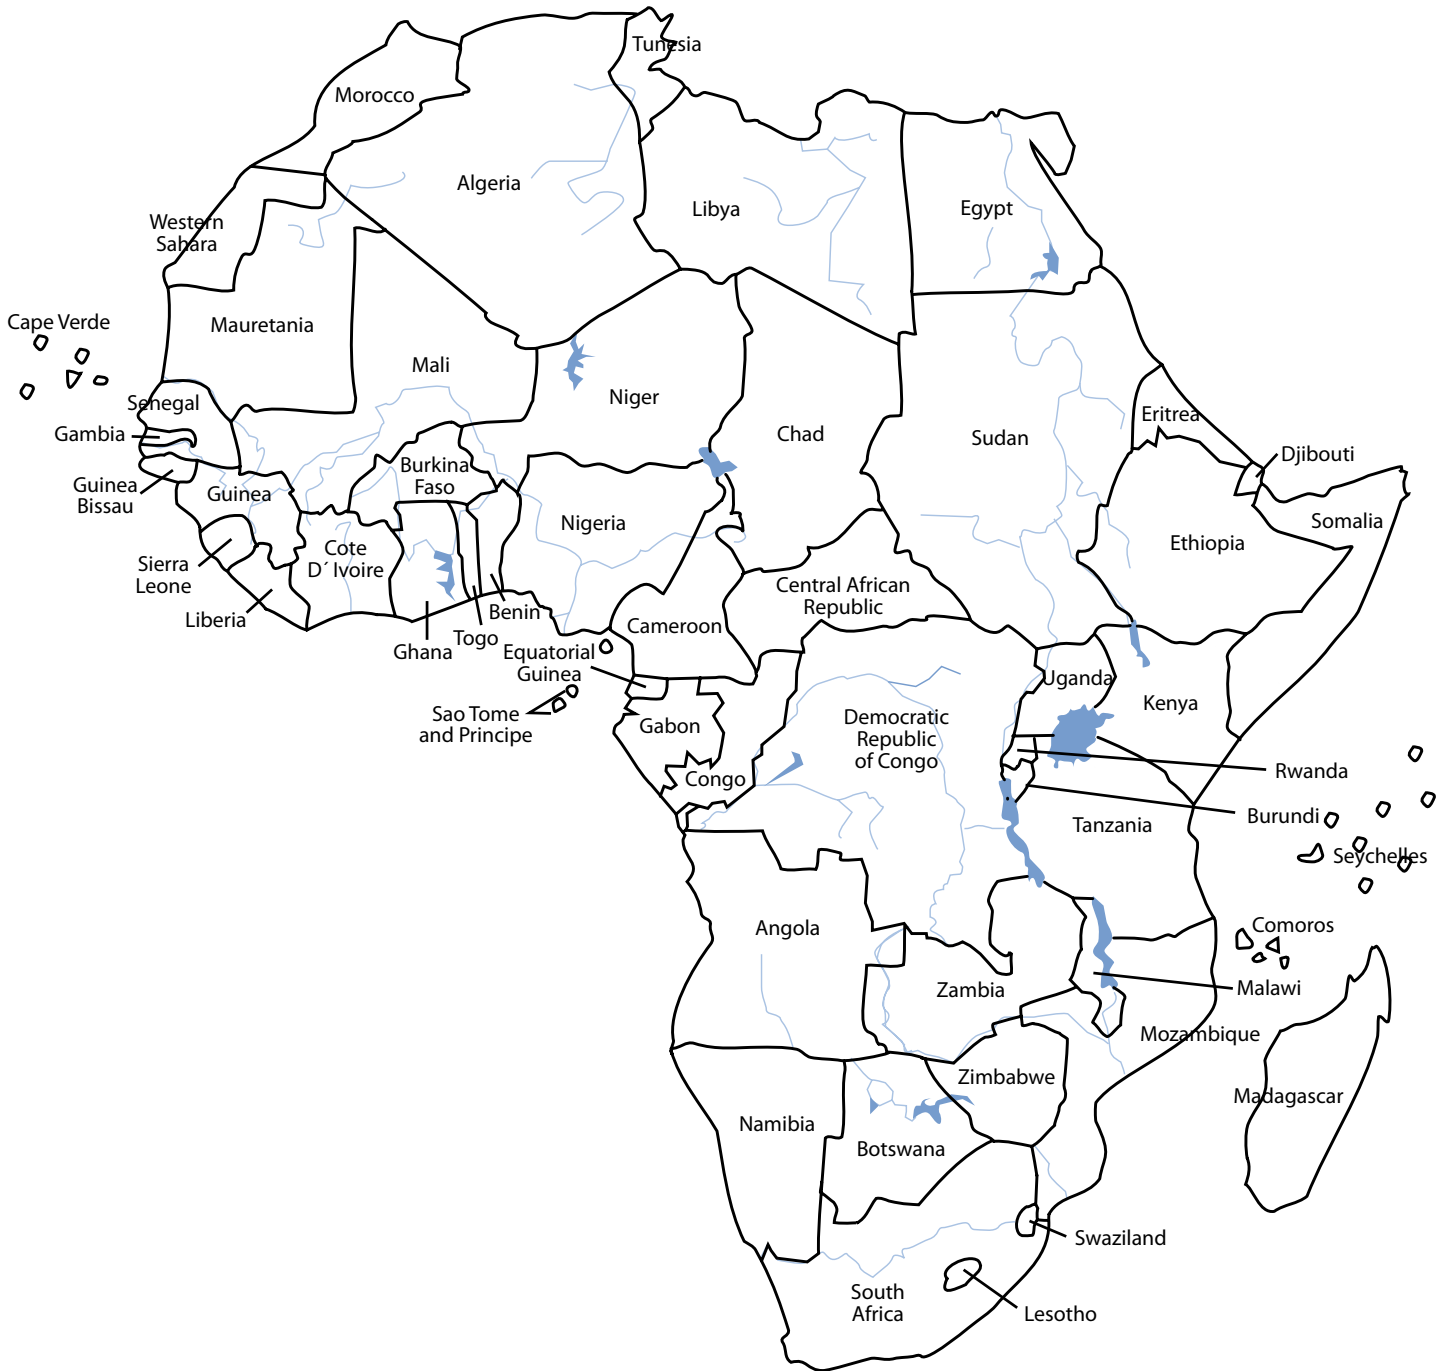 Tunesia
Morocco
Algeria
Libya
Egypt
Western
Sahara
Mauretania
Cape Verde
Mali
Niger
Chad
Sudan
Eritrea
Senegal
Gambia
Djibouti
Guinea
Bissau
Guinea
Burkina
Faso
Nigeria
Somalia
Ethiopia
Cote
D´ Ivoire
Sierra
Leone
Liberia
Central African
Republic
Benin
Togo
Ghana
Cameroon
Equatorial
Guinea
Uganda
Kenya
Sao Tome
and Principe
Gabon
Democratic
Republic
of Congo
Congo
Rwanda
Burundi
Tanzania
Seychelles
Angola
Comoros
Zambia
Malawi
Mozambique
Zimbabwe
Madagascar
Namibia
Botswana
Swaziland
South
Africa
Lesotho